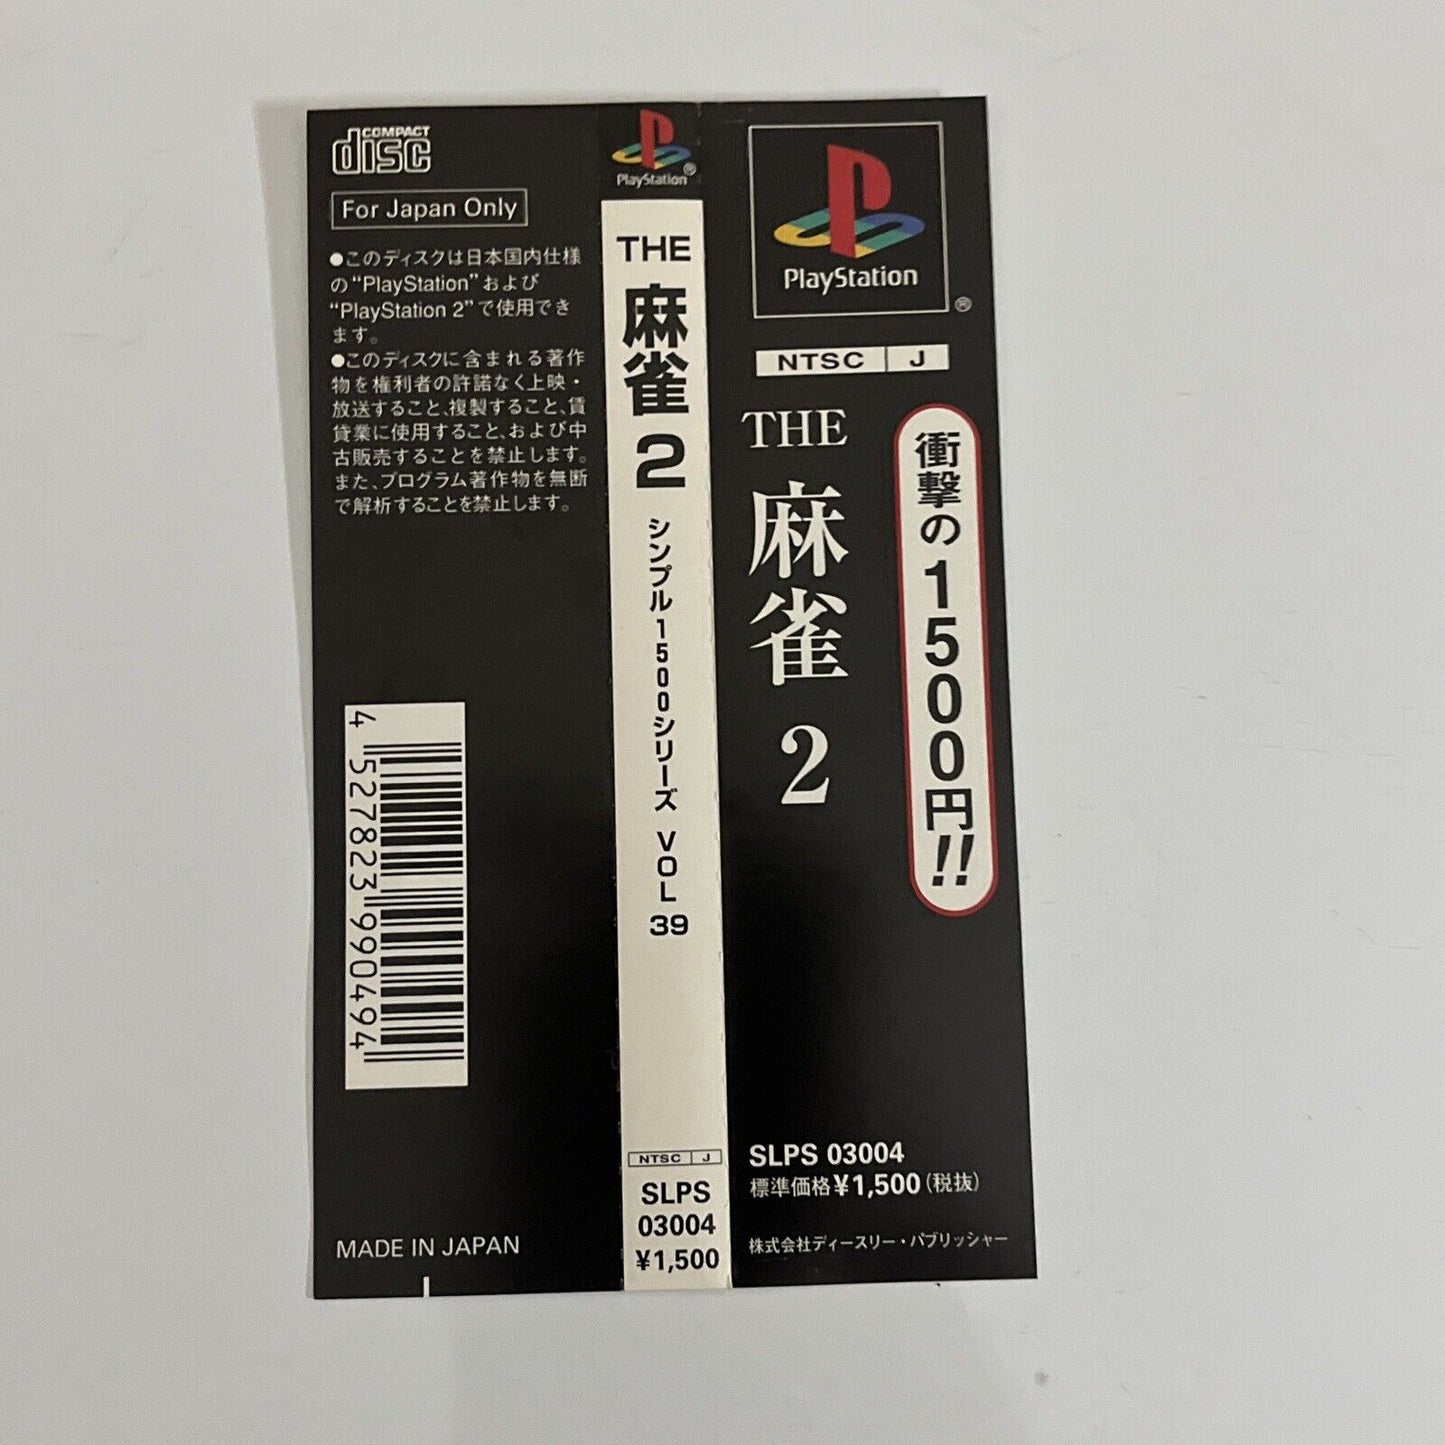 COMPACT
disc
For Japan Only
●このディスクは日本国内仕様
の“PlayStation”および
“PlayStation 2”で使用でき
ます。
●このディスクに含まれる著作
物を権利者の許諾なく上映・
放送すること、複製すること、賃
貸業に使用すること、および中
古販売することを禁止します。
また、プログラム著作物を無断
で解析することを禁止します。
4 527823 990494
MADE IN JAPAN
PlayStation®
THE 麻雀 2 シンプル1500シリーズ VOL 39
NTSC J
SLPS
03004
¥1,500
PlayStation
®
NTSC J
THE 麻雀 2
衝撃の1500円!!
SLPS 03004
標準価格¥1,500(税抜)
株式会社ディースリー・パブリッシャー